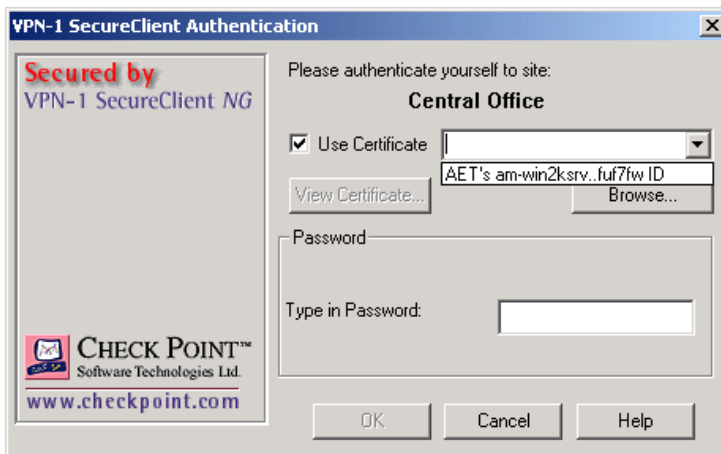 VPN-1 SecureClient Authentication
Secured by
VPN-1 SecureClient NG
Please authenticate yourself to site:
Central Office
Use Certificate
AET's am-win2ksrv..fuf7fw ID
View Certificate...
Browse...
Password
Type in Password:
CHECK POINT™
Software Technologies Ltd.
www.checkpoint.com
OK
Cancel
Help